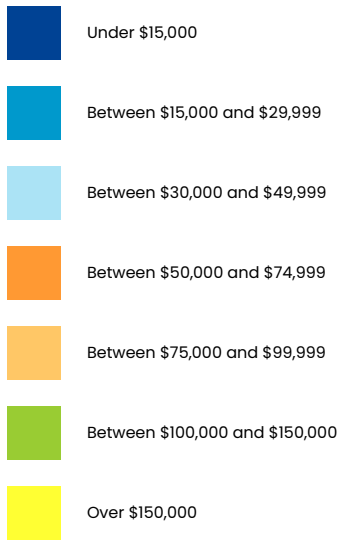 Under $15,000
Between $15,000 and $29,999
Between $30,000 and $49,999
Between $50,000 and $74,999
Between $75,000 and $99,999
Between $100,000 and $150,000
Over $150,000